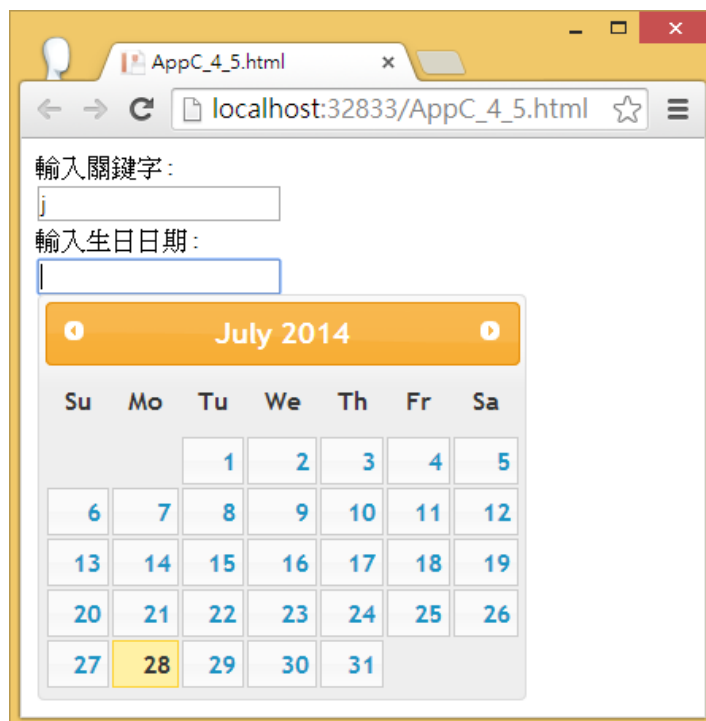 AppC_4_5.html
localhost:32833/AppC_4_5.html
輸入關鍵字:
j
輸入生日日期:
July 2014
Su Mo Tu We Th Fr Sa
1 2 3 4 5
6 7 8 9 10 11 12
13 14 15 16 17 18 19
20 21 22 23 24 25 26
27 28 29 30 31